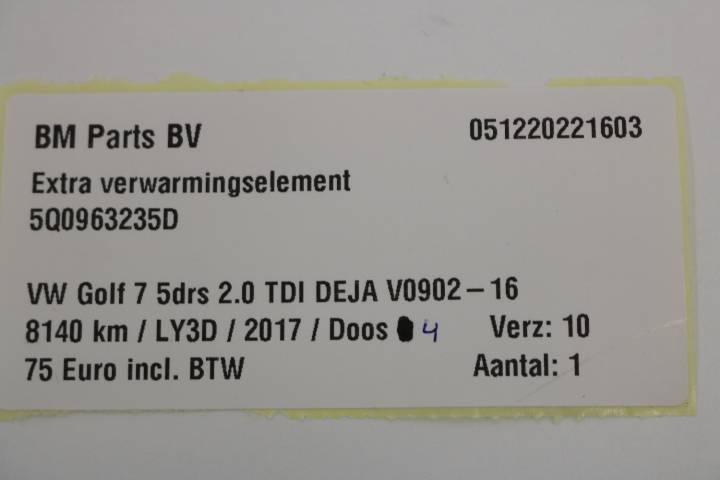 BM Parts BV 051220221603
Extra verwarmingselement
5Q0963235D
VW Golf 7 5drs 2.0 TDI DEJA V0902-16
8140 km / LY3D / 2017 / Doos 4 Verz: 10
75 Euro incl. BTW Aantal: 1